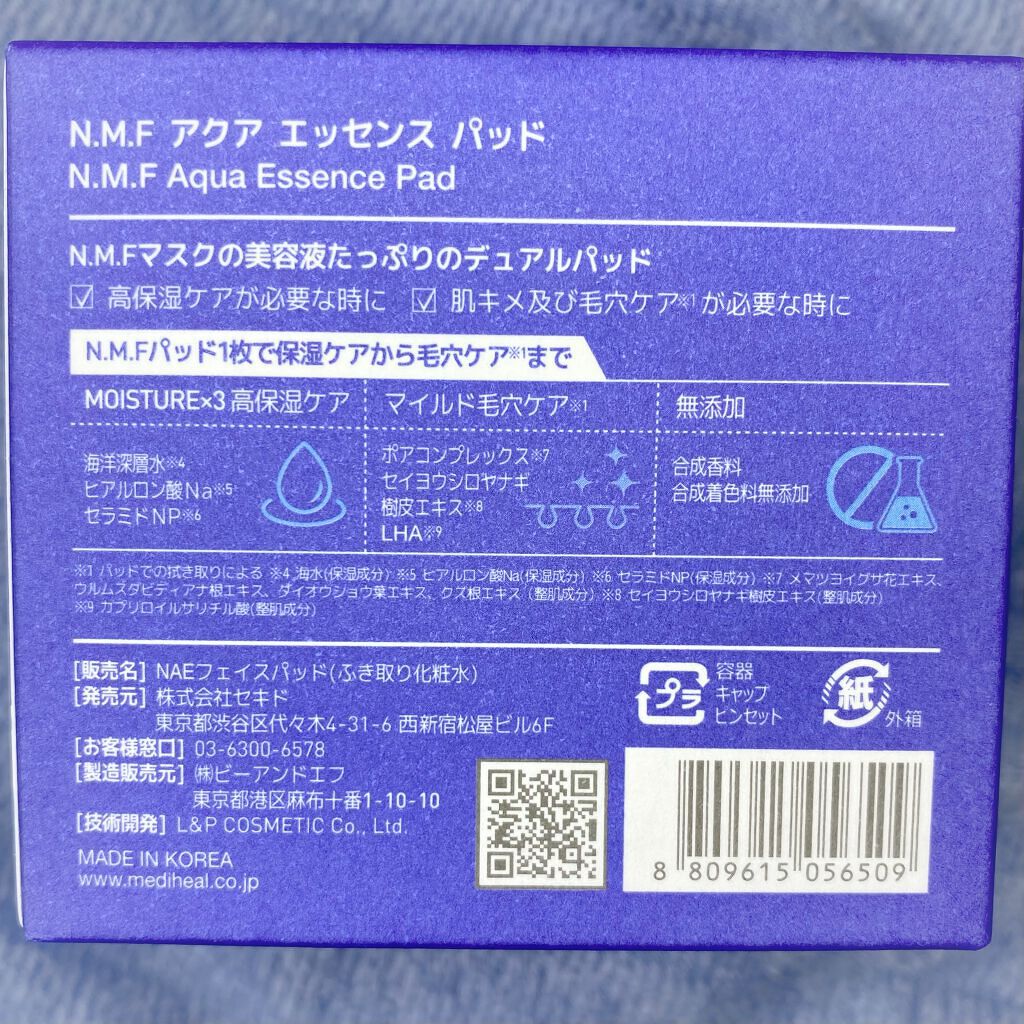 N.M.F アクア エッセンス パッド
N.M.F Aqua Essence Pad
N.M.Fマスクの美容液たっぷりのデュアルパッド
☑ 高保湿ケアが必要な時に ☑ 肌キメ及び毛穴ケア※1 が必要な時に
N.M.Fパッド1枚で保湿ケアから毛穴ケア※1まで
MOISTURE×3 高保湿ケア
海洋深層水※4
ヒアルロン酸Na※5
セラミドNP※6
マイルド毛穴ケア※1
ポアコンプレックス※7
セイヨウシロヤナギ
樹皮エキス※8
LHA※9
無添加
合成香料
合成着色料無添加
※1 パッドでの拭き取りによる ※4 海水(保湿成分) ※5 ヒアルロン酸Na(保湿成分) ※6 セラミドNP(保湿成分) ※7 メマツヨイグサ花エキス、
ウルムスダビディアナ根エキス、ダイオウショウ葉エキス、クズ根エキス (整肌成分) ※8 セイヨウシロヤナギ樹皮エキス(整肌成分)
※9 カプリロイルサリチル酸(整肌成分)
[販売名] NAEフェイスパッド(ふき取り化粧水)
[発売元] 株式会社セキド
東京都渋谷区代々木4-31-6 西新宿松屋ビル6F
[お客様窓口] 03-6300-6578
[製造販売元] ㈱ビーアンドエフ
東京都港区麻布十番1-10-10
[技術開発] L&P COSMETIC Co., Ltd.
MADE IN KOREA
www.mediheal.co.jp
プラ
容器
キャップ
ピンセット
紙
外箱
8 809615 056509